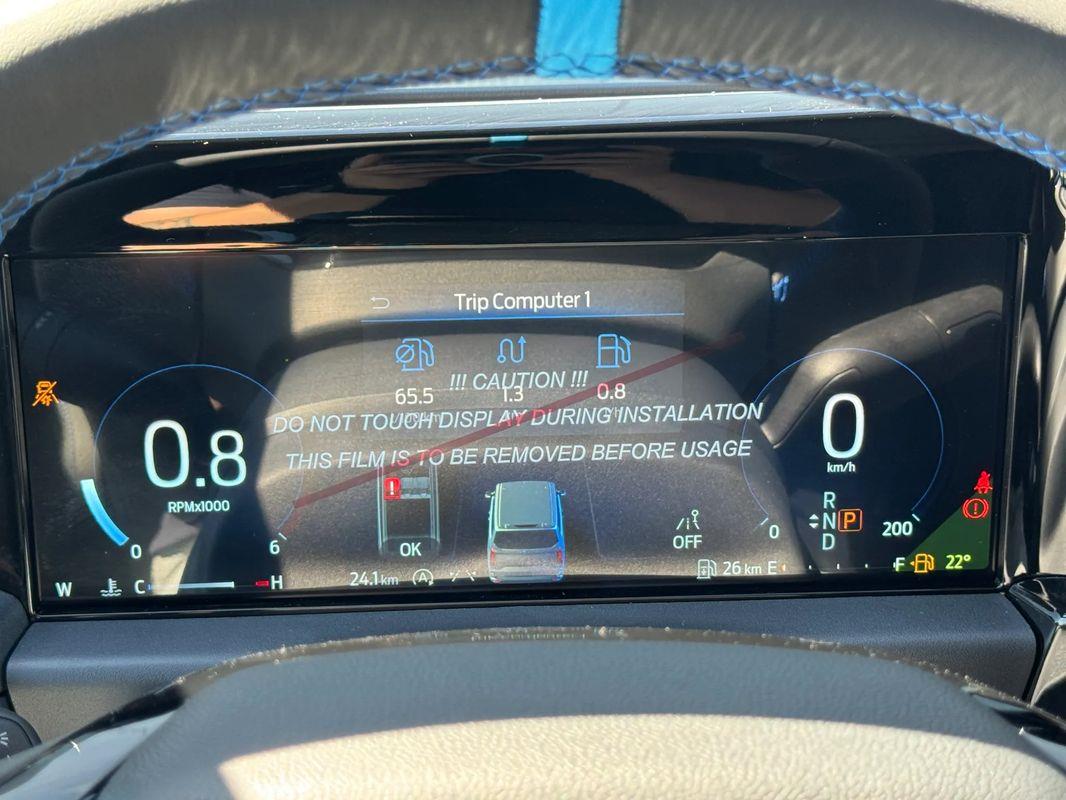 Trip Computer 1
65.5 1.3 0.8
!!! CAUTION !!!
DO NOT TOUCH DISPLAY DURING INSTALLATION
THIS FILM IS TO BE REMOVED BEFORE USAGE
0.8
RPMx1000
0 6
0
km/h
R
N P
D
0 200
OK
OFF
W C H 24.1 km A 26 km E F 22°